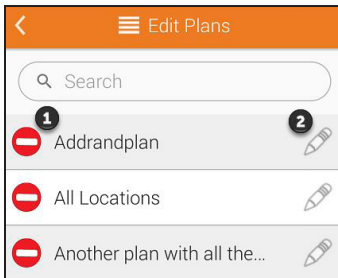 Edit Plans
Search
1
2
Addrandplan
All Locations
Another plan with all the...